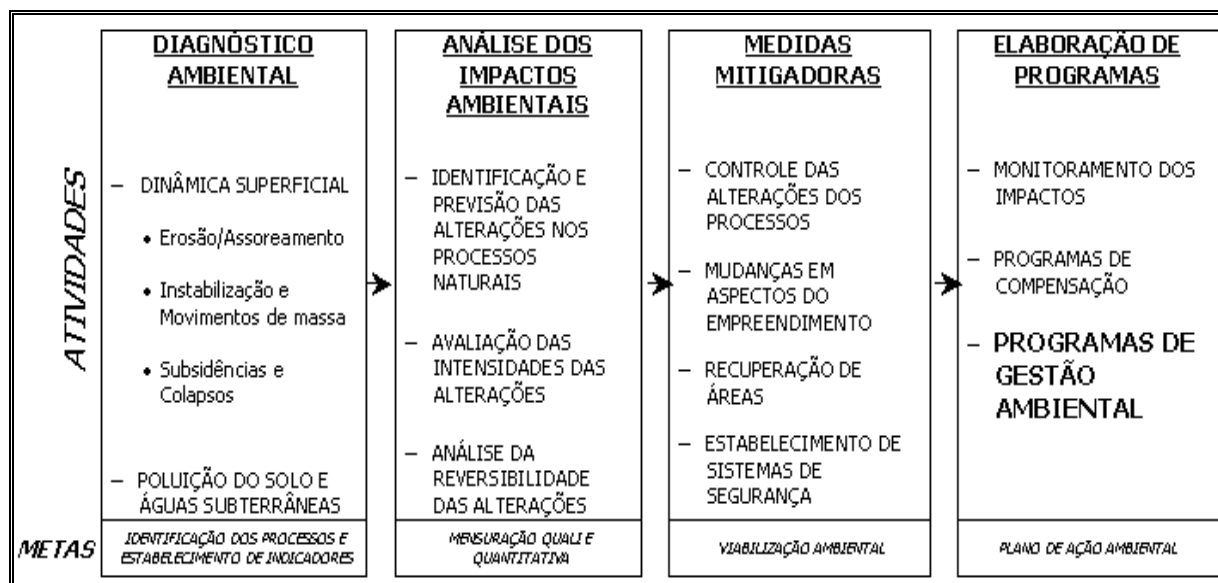 ATIVIDADES
DIAGNÓSTICO
AMBIENTAL
– DINÂMICA SUPERFICIAL
• Erosão/Assoreamento
• Instabilização e
Movimentos de massa
• Subsidências e
Colapsos
– POLUIÇÃO DO SOLO E
ÁGUAS SUBTERRÂNEAS
ANÁLISE DOS
IMPACTOS
AMBIENTAIS
– IDENTIFICAÇÃO E
PREVISÃO DAS
ALTERAÇÕES NOS
PROCESSOS
NATURAIS
– AVALIAÇÃO DAS
INTENSIDADES DAS
ALTERAÇÕES
– ANÁLISE DA
REVERSIBILIDADE
DAS ALTERAÇÕES
MEDIDAS
MITIGADORAS
– CONTROLE DAS
ALTERAÇÕES DOS
PROCESSOS
– MUDANÇAS EM
ASPECTOS DO
EMPREENDIMENTO
– RECUPERAÇÃO DE
ÁREAS
– ESTABELECIMENTO DE
SISTEMAS DE
SEGURANÇA
ELABORAÇÃO DE
PROGRAMAS
– MONITORAMENTO DOS
IMPACTOS
– PROGRAMAS DE
COMPENSAÇÃO
– PROGRAMAS DE
GESTÃO
AMBIENTAL
METAS
IDENTIFICAÇÃO DOS PROCESSOS E
ESTABELECIMENTO DE INDICADORES
MENSURAÇÃO QUALI E
QUANTITATIVA
VIABILIZAÇÃO AMBIENTAL
PLANO DE AÇÃO AMBIENTAL